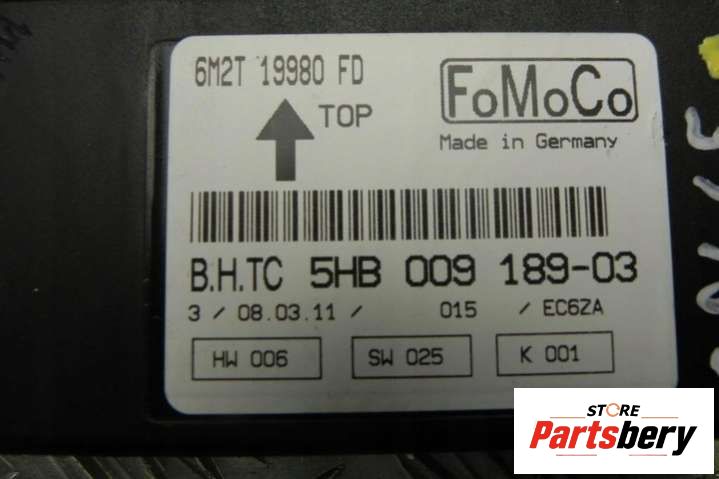 6M2T 19980 FD
FoMoCo
TOP
Made in Germany
B.H.TC 5HB 009 189-03
3 / 08.03.11 / 015 / EC6ZA
HW 006 SW 025 K 001
STORE
Partsbery